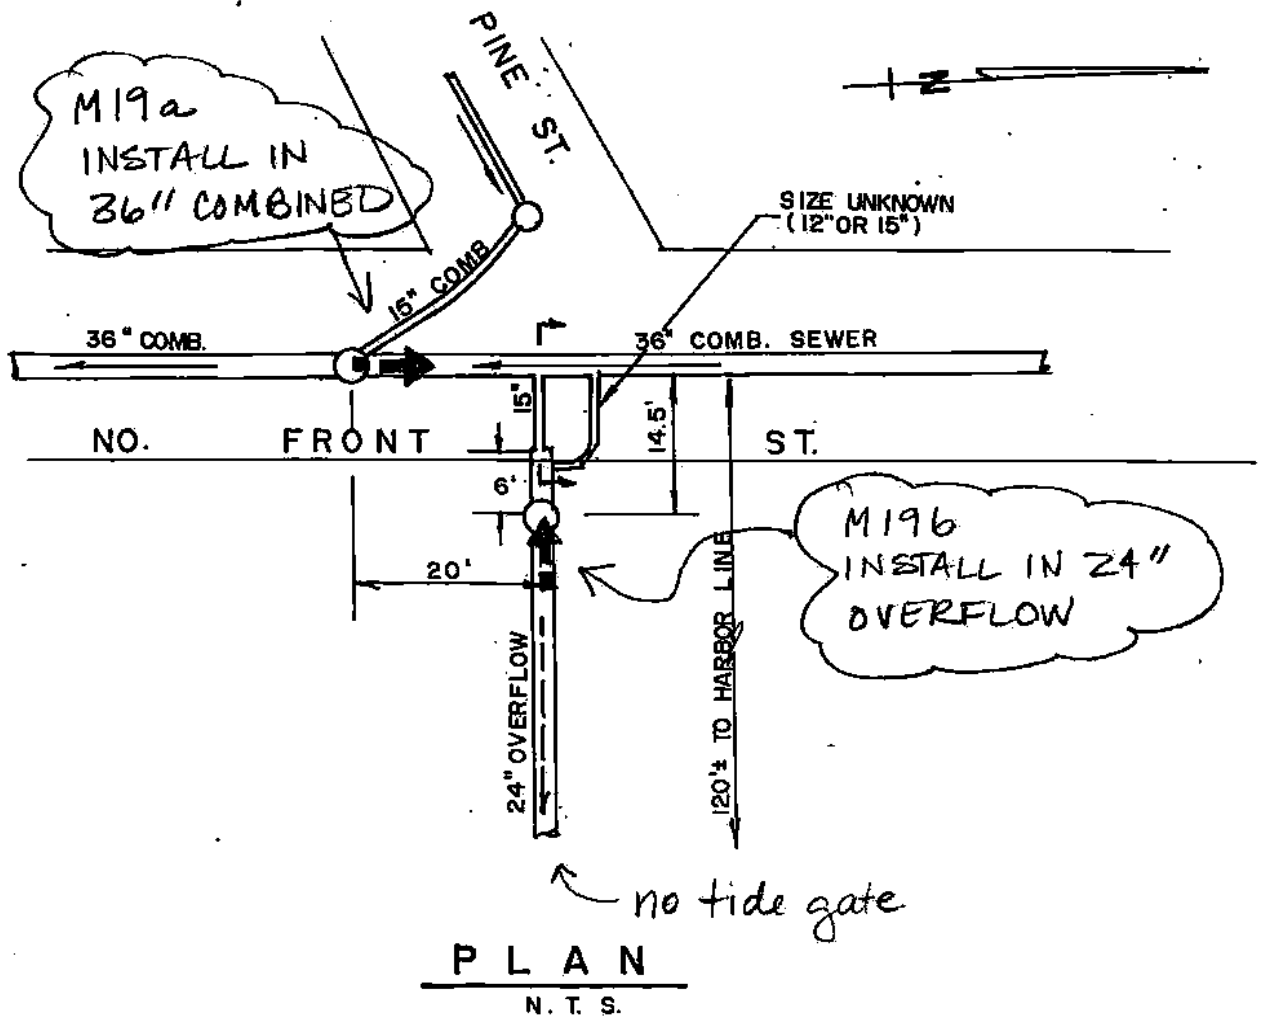 PINE ST.
M19a
INSTALL IN
36" COMBINED
N
SIZE UNKNOWN
(12" OR 15")
15" COMB
36" COMB.
36" COMB. SEWER
15"
14.5'
NO. FRONT ST.
6'
M19b
INSTALL IN 24"
OVERFLOW
20'
24" OVERFLOW
120'± TO HARBOR LINE
no tide gate
PLAN
N. T. S.